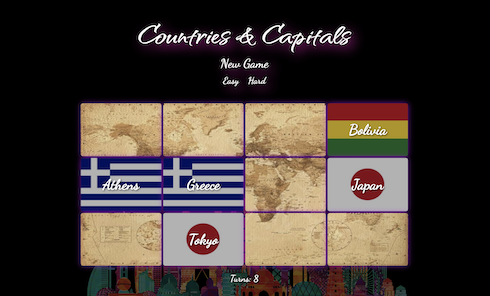 Countries & Capitals
New Game
Easy Hard
Bolivia
Athens Greece Japan
Tokyo
Turns: 8